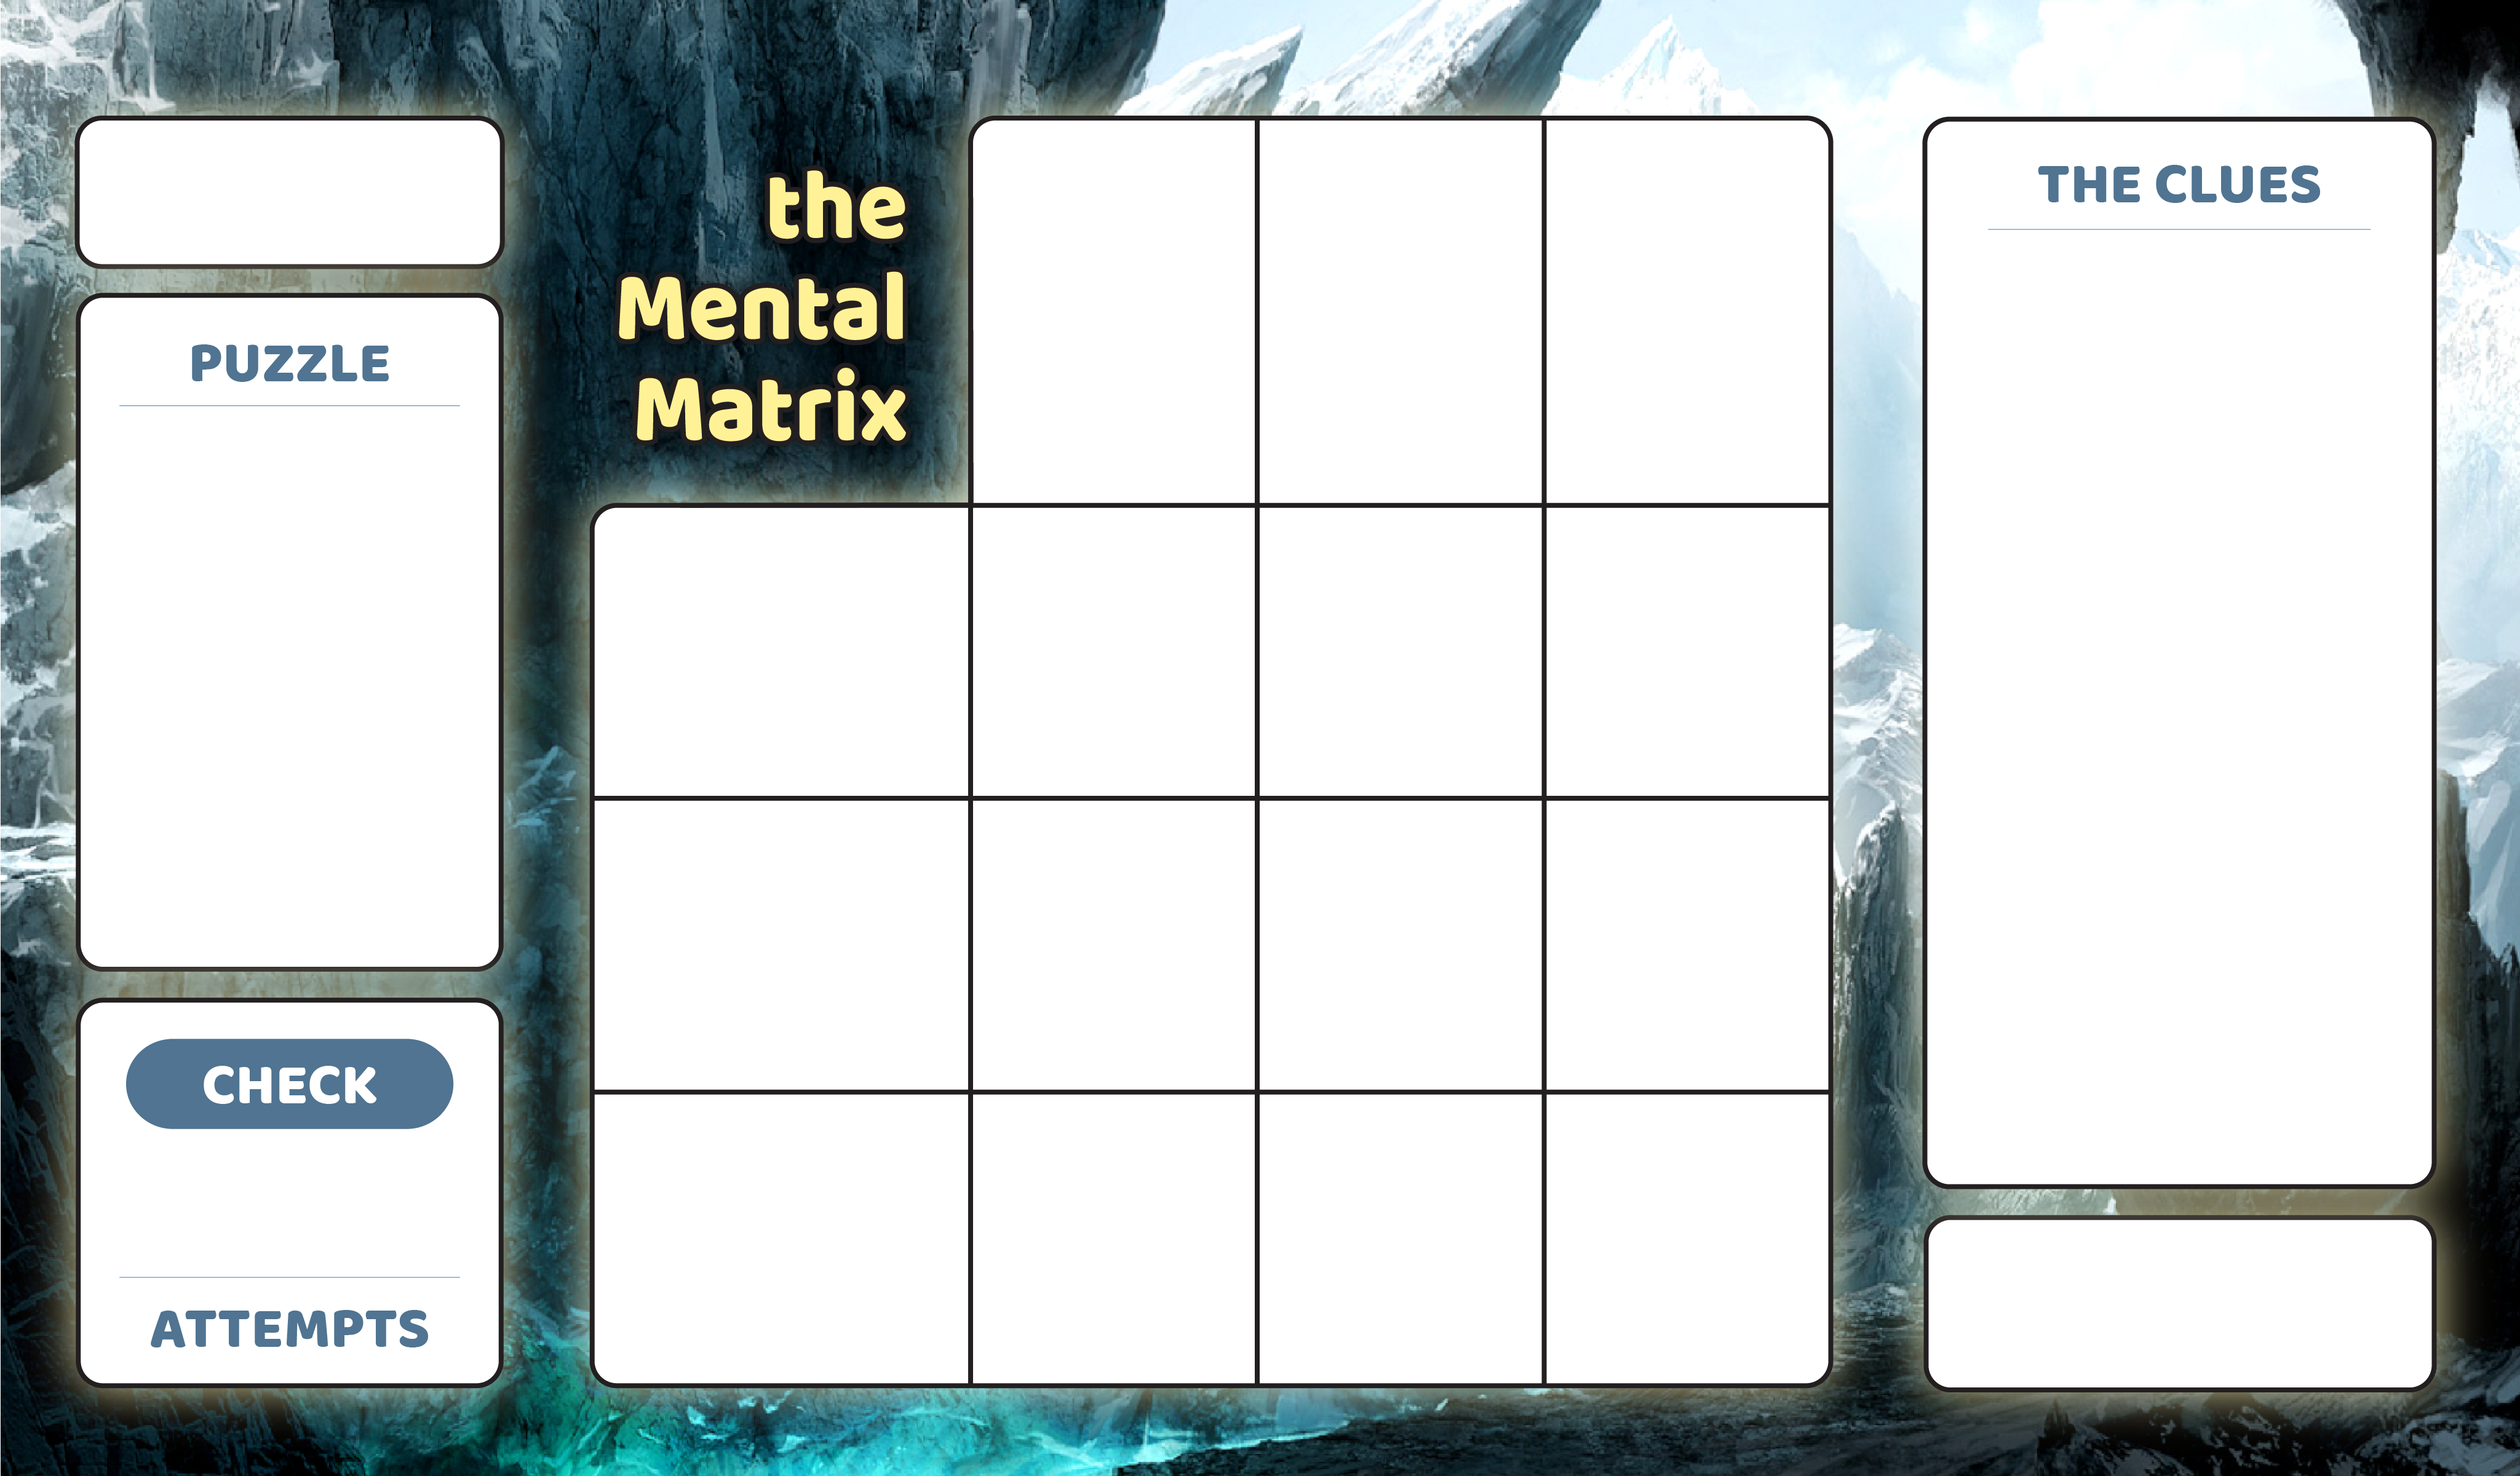 the
Mental
Matrix
PUZZLE
CHECK
ATTEMPTS
THE CLUES